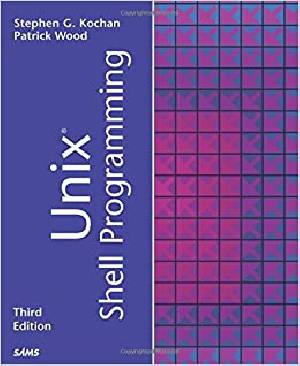 Stephen G. Kochan
Patrick Wood
Unix®
Shell Programming
Third
Edition
SAMS